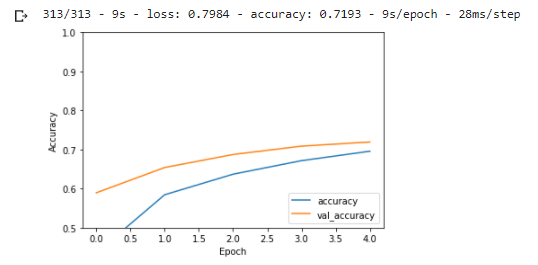 313/313 - 9s - loss: 0.7984 - accuracy: 0.7193 - 9s/epoch - 28ms/step
1.0
0.9
0.8
0.7
0.6
0.5
Accuracy
accuracy
val_accuracy
0.0 0.5 1.0 1.5 2.0 2.5 3.0 3.5 4.0
Epoch